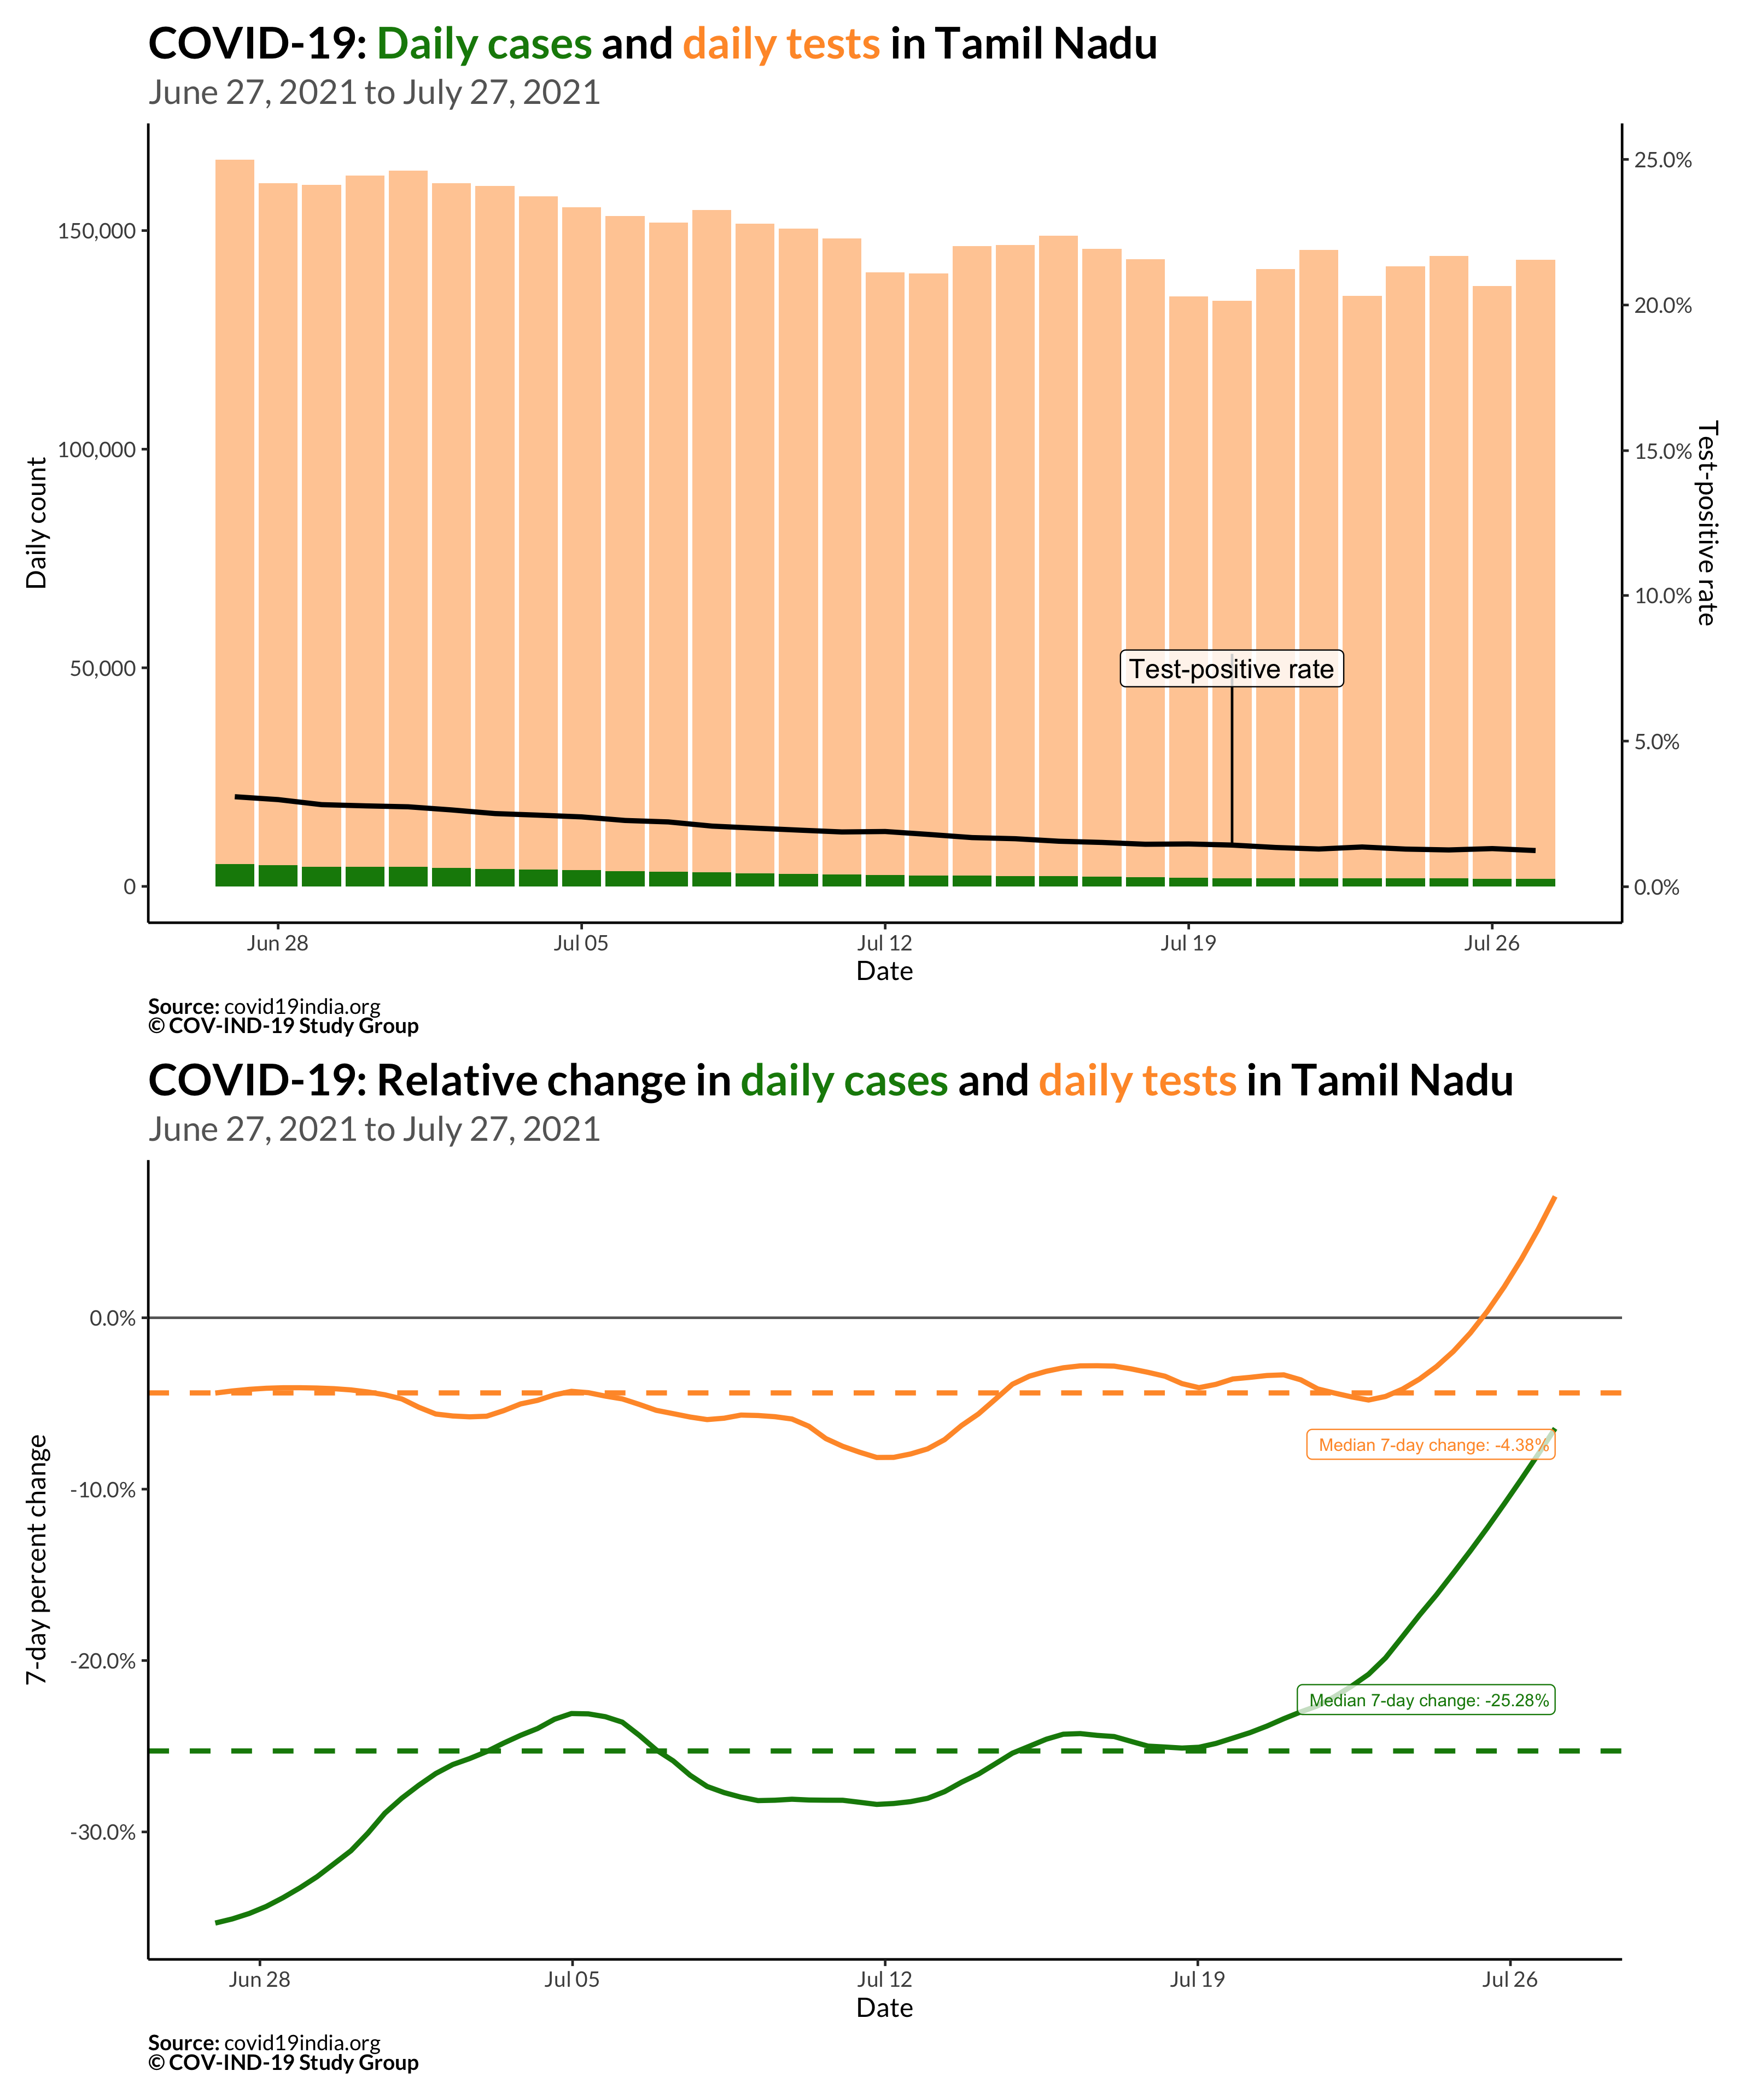 COVID-19: Daily cases and daily tests in Tamil Nadu
June 27, 2021 to July 27, 2021
150,000
100,000
50,000
0
Daily count
25.0%
20.0%
15.0%
10.0%
5.0%
0.0%
Test-positive rate
Test-positive rate
Jun 28
Jul 05
Jul 12
Jul 19
Jul 26
Date
Source: covid19india.org
© COV-IND-19 Study Group
COVID-19: Relative change in daily cases and daily tests in Tamil Nadu
June 27, 2021 to July 27, 2021
0.0%
-10.0%
-20.0%
-30.0%
7-day percent change
Median 7-day change: -4.38%
Median 7-day change: -25.28%
Jun 28
Jul 05
Jul 12
Jul 19
Jul 26
Date
Source: covid19india.org
© COV-IND-19 Study Group